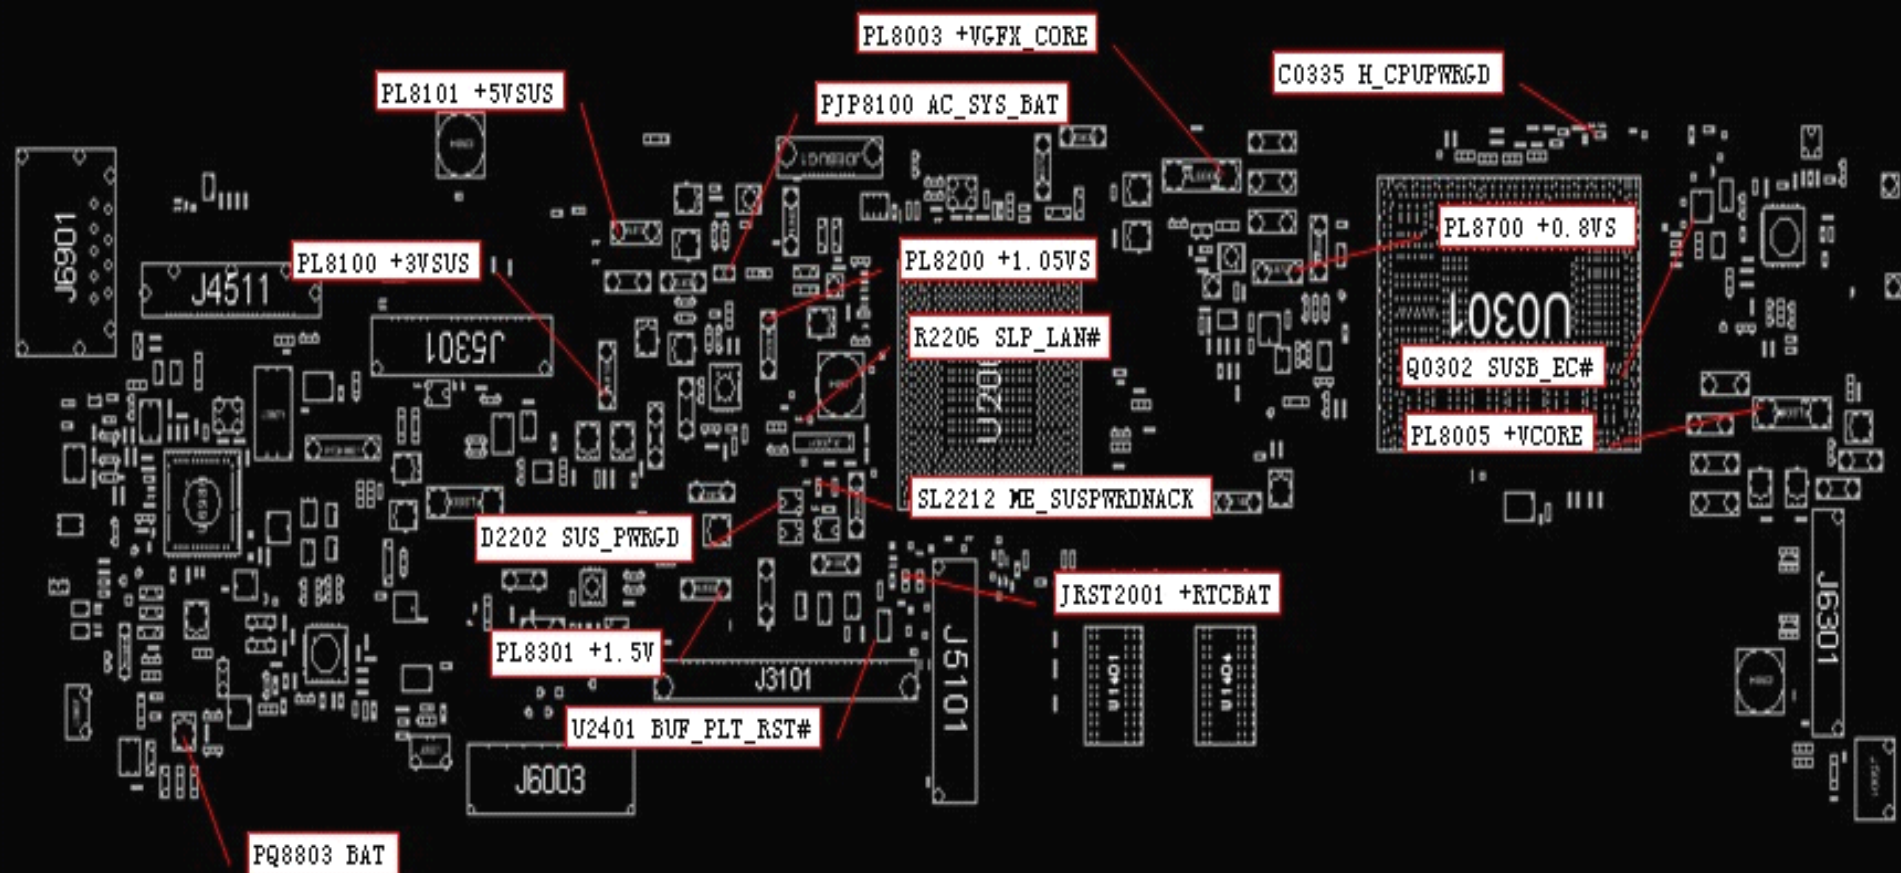 PL8003 +VGFX_CORE
C0335 H_CPUPWRGD
PL8101 +5VSUS
PJP8100 AC_SYS_BAT
J6901
PL8700 +0.8VS
PL8100 +3VSUS
PL8200 +1.05VS
J4511
U0301
R2206 SLP_LAN#
J5301
Q0302 SUSB_EC#
PL8005 +VCORE
SL2212 ME_SUSPWRDNACK
D2202 SUS_PWRGD
JRST2001 +RTCBAT
J6301
PL8301 +1.5V
J3101
J5101
U1401
U1404
U2401 BUF_PLT_RST#
J6003
PQ8803 BAT